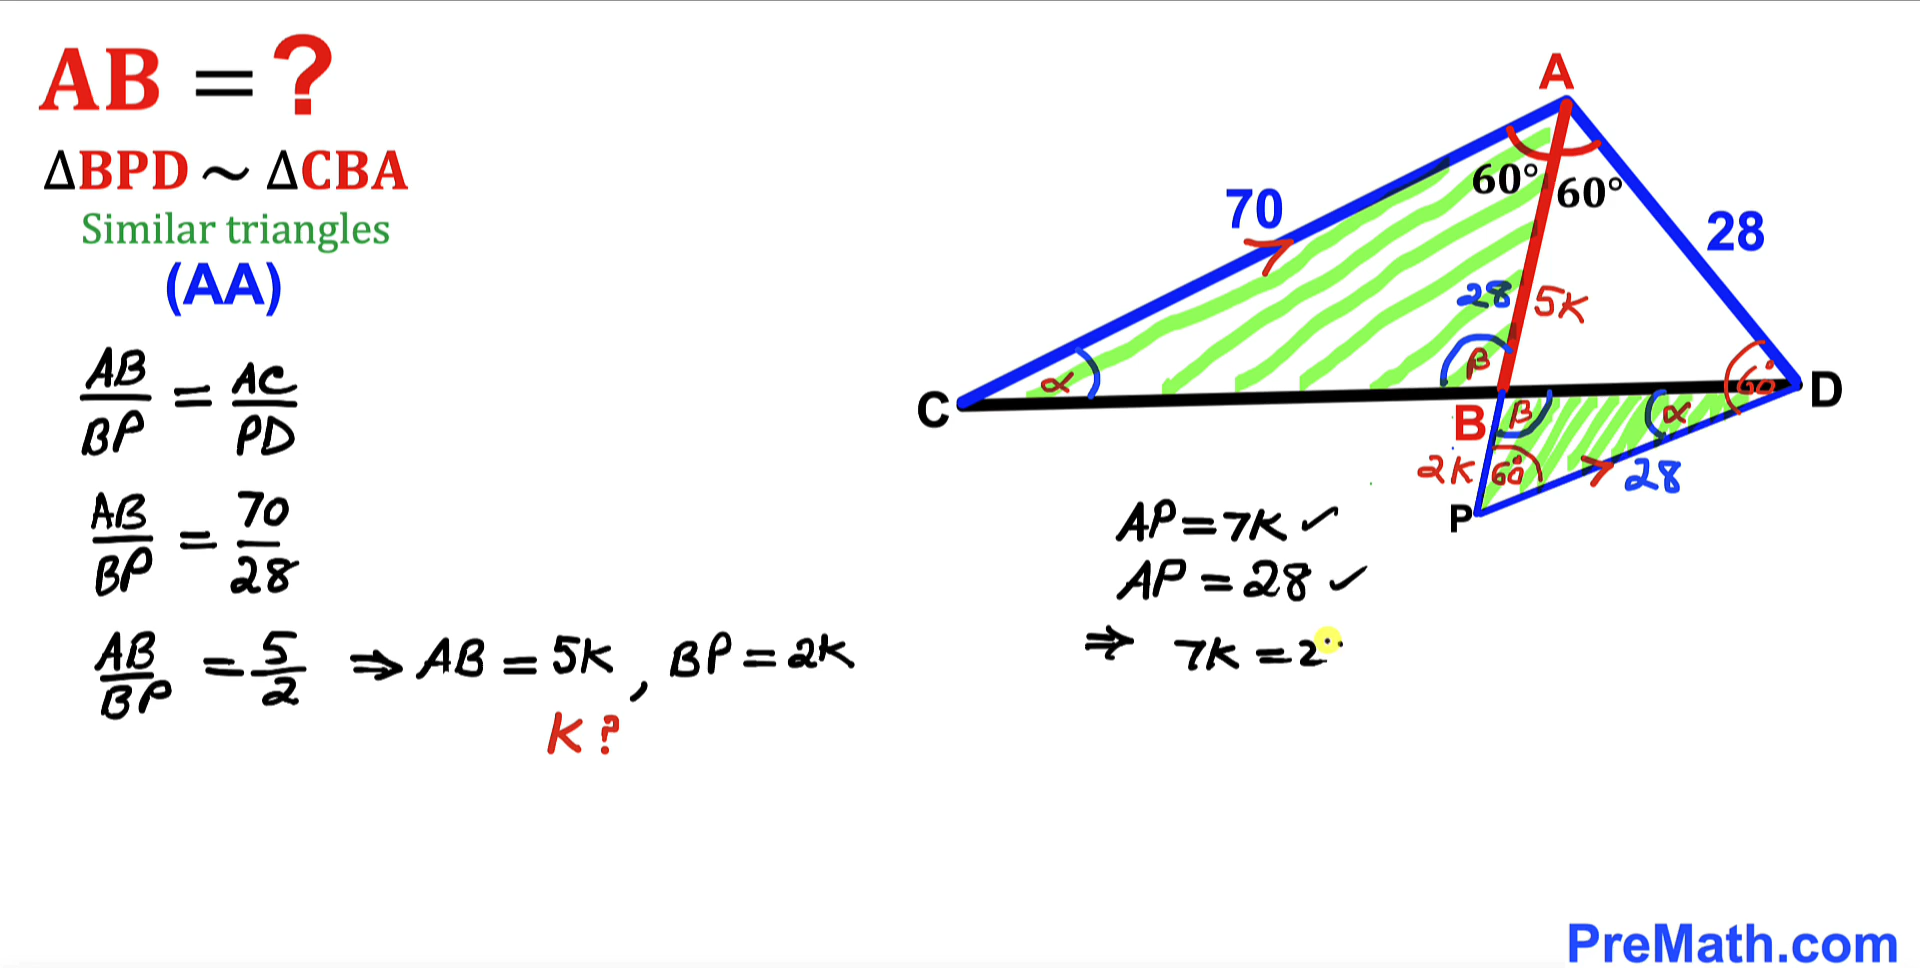 AB = ?
ΔBPD ~ ΔCBA
Similar triangles
(AA)
AB/BP = AC/PD
AB/BP = 70/28
AB/BP = 5/2 ⇒ AB = 5K, BP = 2K
K?
A
60° 60°
70
28
28 5K
β
α
C
60°
D
B β α
2K 60° 28
P
AP = 7K ✓
AP = 28 ✓
⇒ 7K = 2
PreMath.com